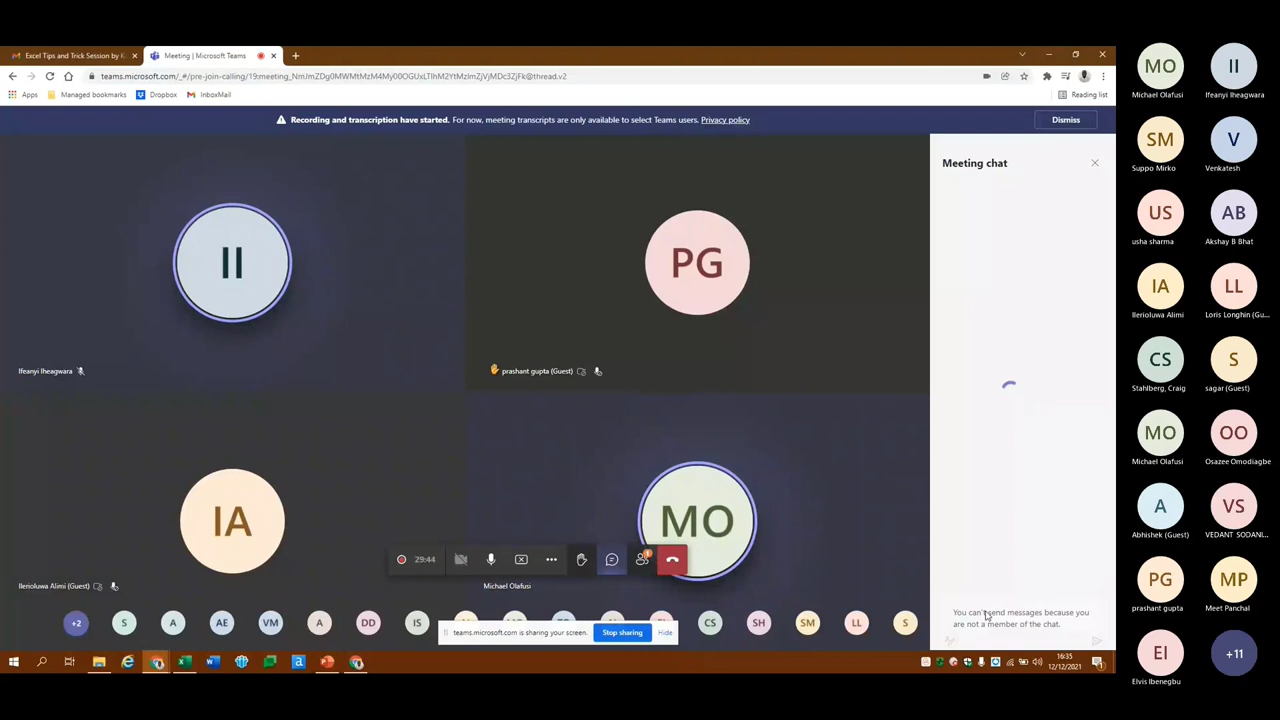 Excel Tips and Trick Session by K
Meeting | Microsoft Teams
teams.microsoft.com/_#/pre-join-calling/19:meeting_NmJmZDg0MWMtMzM4My00OGUxLTlhM2YtMzlmZjVjMDc3ZjFk@thread.v2
Apps
Managed bookmarks
Dropbox
InboxMail
Reading list
Recording and transcription have started. For now, meeting transcripts are only available to select Teams users. Privacy policy
Dismiss
Meeting chat
II
PG
Ifeanyi Iheagwara
prashant gupta (Guest)
IA
MO
29:44
1
Ilerioluwa Alimi (Guest)
Michael Olafusi
You can't send messages because you
are not a member of the chat.
+2
S
A
AE
VM
A
DD
IS
CS
SH
SM
LL
S
teams.microsoft.com is sharing your screen.
Stop sharing
Hide
16:35
12/12/2021
MO
II
Michael Olafusi
Ifeanyi Iheagwara
SM
V
Suppo Mirko
Venkatesh
US
AB
usha sharma
Akshay B Bhat
IA
LL
Ilerioluwa Alimi
Loris Longhin (Gu...
CS
S
Stahlberg, Craig
sagar (Guest)
MO
OO
Michael Olafusi
Osazee Omodiagbe
A
VS
Abhishek (Guest)
VEDANT SODANI...
PG
MP
prashant gupta
Meet Panchal
EI
+11
Elvis Ibenegbu